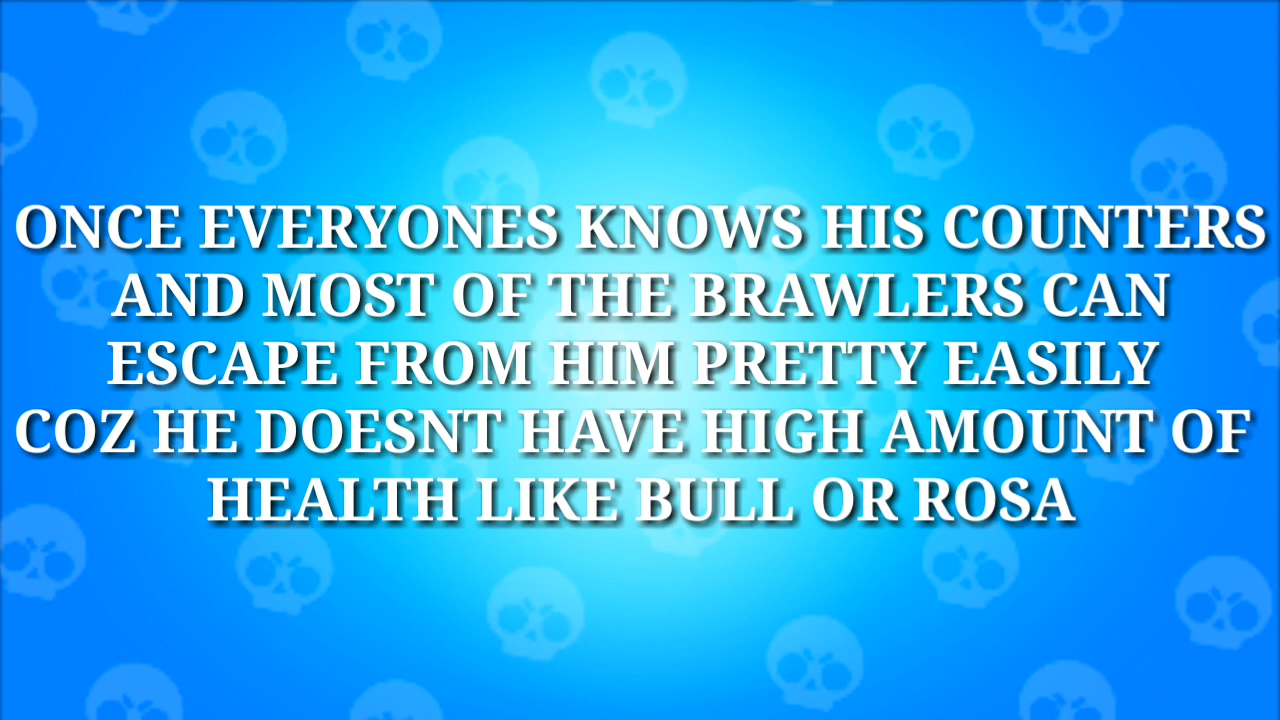 ONCE EVERYONES KNOWS HIS COUNTERS
AND MOST OF THE BRAWLERS CAN
ESCAPE FROM HIM PRETTY EASILY
COZ HE DOESNT HAVE HIGH AMOUNT OF
HEALTH LIKE BULL OR ROSA